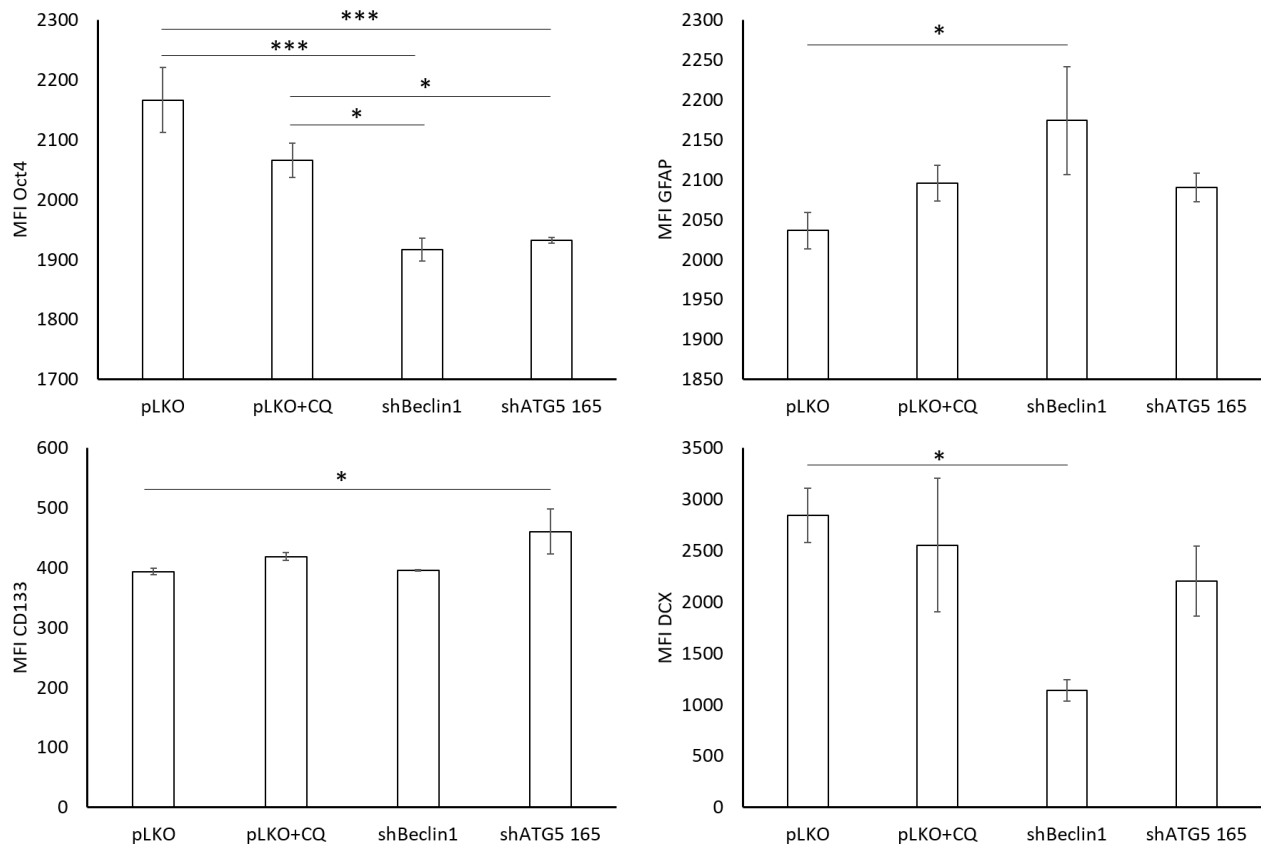 MFI Oct4
2300
2200
2100
2000
1900
1800
1700
***
***
*
*
pLKO
pLKO+CQ
shBeclin1
shATG5 165
MFI GFAP
2300
2250
2200
2150
2100
2050
2000
1950
1900
1850
*
pLKO
pLKO+CQ
shBeclin1
shATG5 165
MFI CD133
600
500
400
300
200
100
0
*
pLKO
pLKO+CQ
shBeclin1
shATG5 165
MFI DCX
3500
3000
2500
2000
1500
1000
500
0
*
pLKO
pLKO+CQ
shBeclin1
shATG5 165